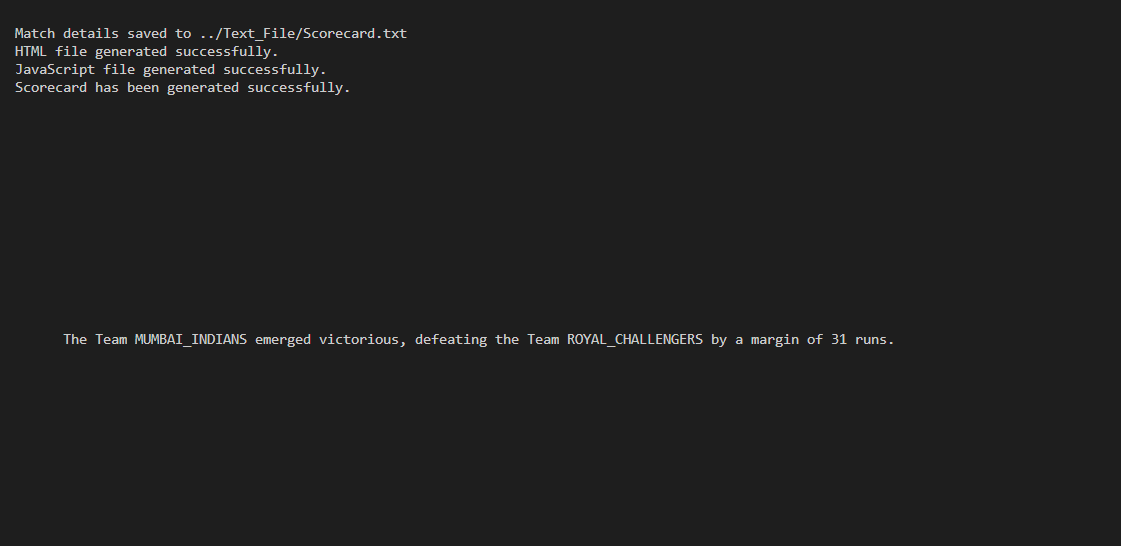 Match details saved to ../Text_File/Scorecard.txt
HTML file generated successfully.
JavaScript file generated successfully.
Scorecard has been generated successfully.
The Team MUMBAI_INDIANS emerged victorious, defeating the Team ROYAL_CHALLENGERS by a margin of 31 runs.